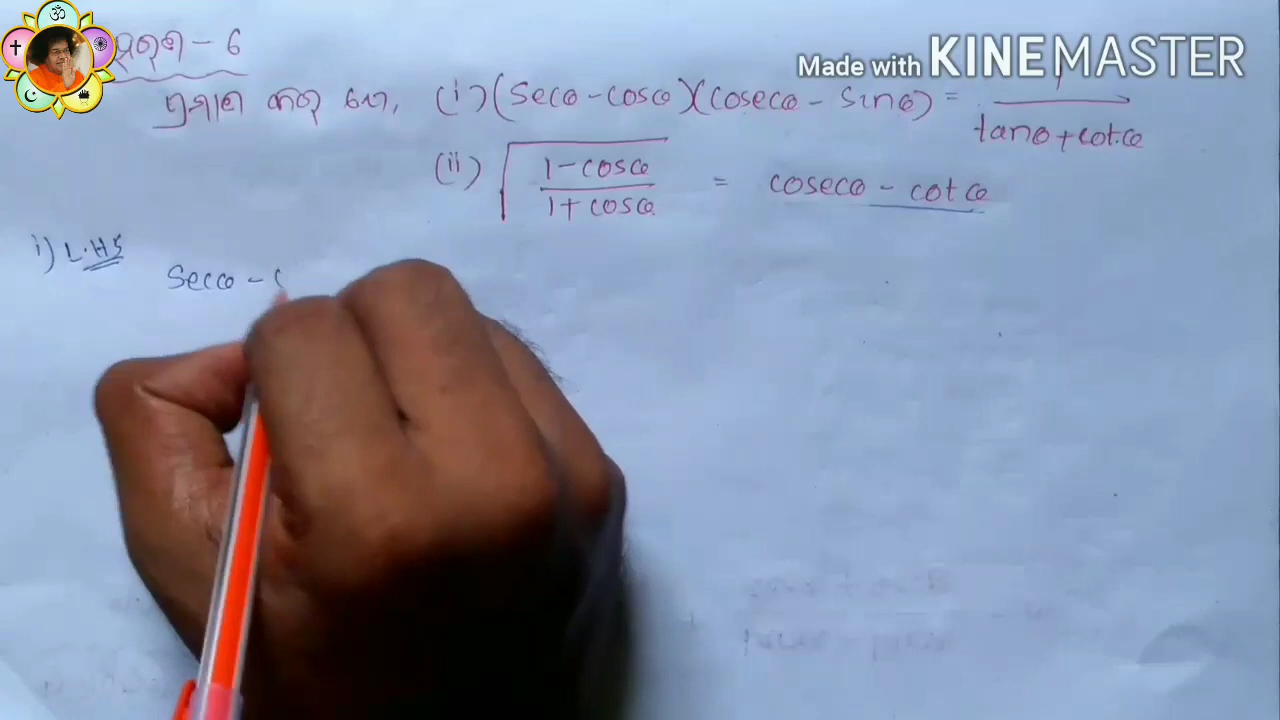 ପ୍ରଶ୍ନ - 6
Made with KINEMASTER
ପ୍ରମାଣ କର ଯେ, (i) (secθ - cosθ)(cosecθ - sinθ) = 1 / tanθ + cotθ
(ii) √ 1 - cosθ / 1 + cosθ = cosecθ - cotθ
i) L.H.S
secθ - c